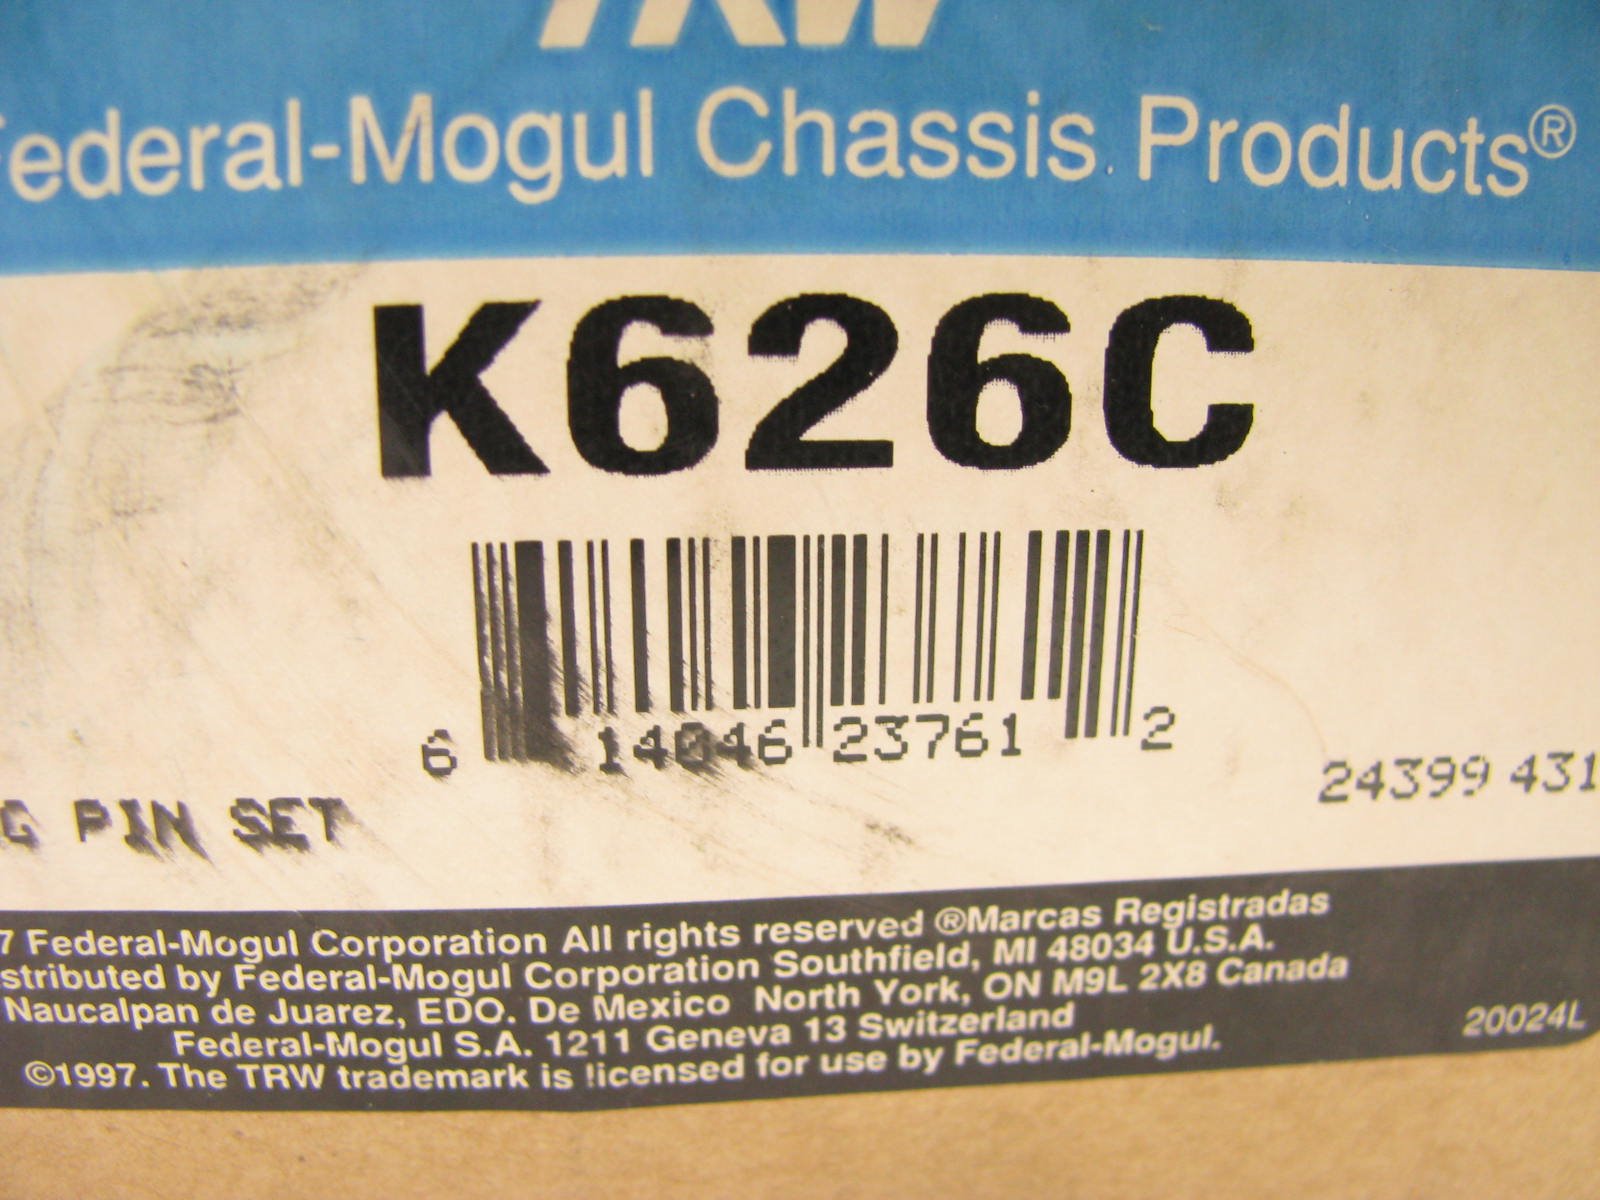 TRW
Federal-Mogul Chassis Products®
K626C
6 14046 23761 2
24399 431
G PIN SET
7 Federal-Mogul Corporation All rights reserved ®Marcas Registradas
stributed by Federal-Mogul Corporation Southfield, MI 48034 U.S.A.
Naucalpan de Juarez, EDO. De Mexico North York, ON M9L 2X8 Canada
Federal-Mogul S.A. 1211 Geneva 13 Switzerland
©1997. The TRW trademark is licensed for use by Federal-Mogul.
20024L